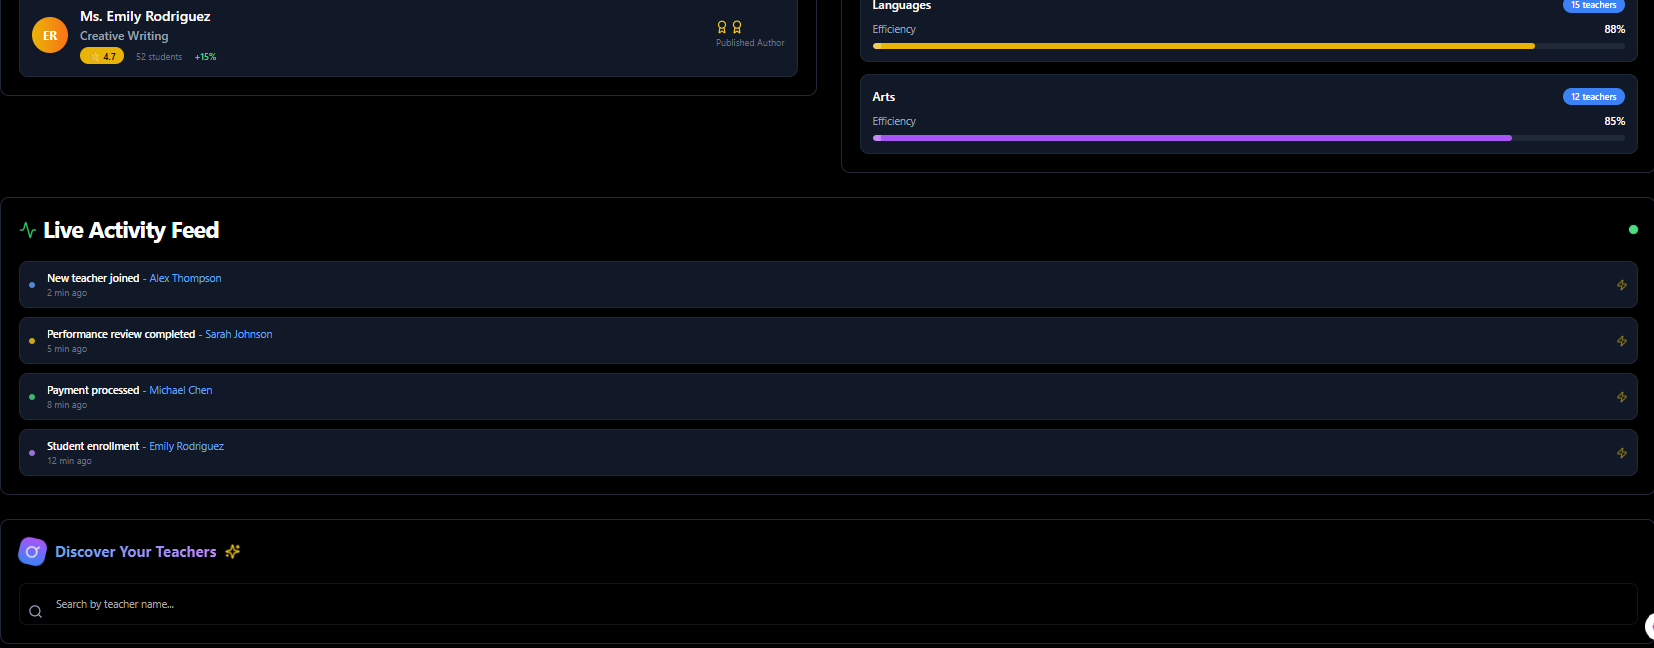 ER
Ms. Emily Rodriguez
Creative Writing
4.7
52 students
+15%
Published Author
Languages
15 teachers
Efficiency
88%
Arts
12 teachers
Efficiency
85%
Live Activity Feed
New teacher joined - Alex Thompson
2 min ago
Performance review completed - Sarah Johnson
5 min ago
Payment processed - Michael Chen
8 min ago
Student enrollment - Emily Rodriguez
12 min ago
Discover Your Teachers
Search by teacher name...